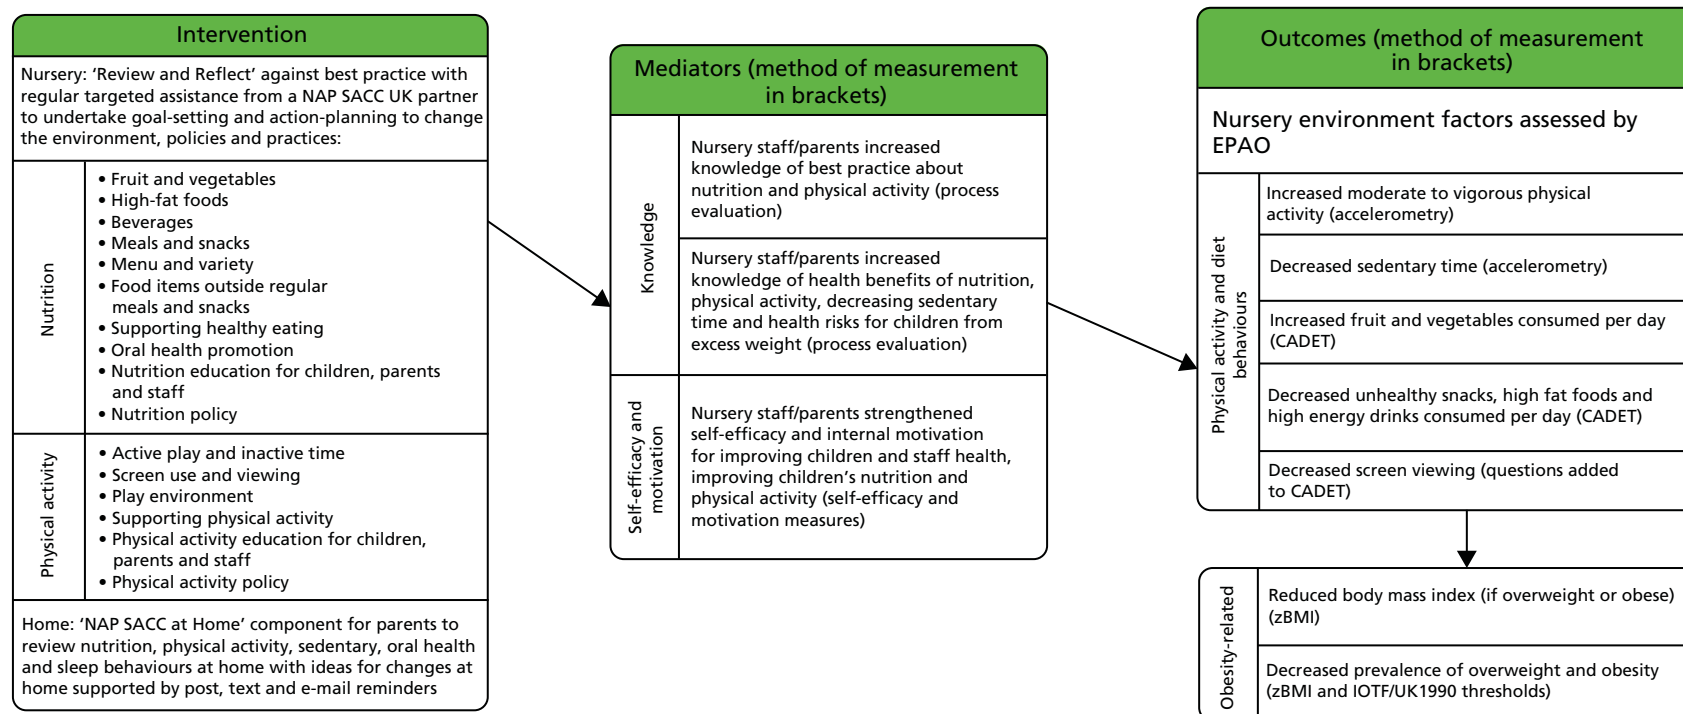 Intervention
Nursery: ‘Review and Reflect’ against best practice with
regular targeted assistance from a NAP SACC UK partner
to undertake goal-setting and action-planning to change
the environment, policies and practices:
Nutrition
• Fruit and vegetables
• High-fat foods
• Beverages
• Meals and snacks
• Menu and variety
• Food items outside regular
meals and snacks
• Supporting healthy eating
• Oral health promotion
• Nutrition education for children, parents
and staff
• Nutrition policy
Physical activity
• Active play and inactive time
• Screen use and viewing
• Play environment
• Supporting physical activity
• Physical activity education for children,
parents and staff
• Physical activity policy
Home: ‘NAP SACC at Home’ component for parents to
review nutrition, physical activity, sedentary, oral health
and sleep behaviours at home with ideas for changes at
home supported by post, text and e-mail reminders
Mediators (method of measurement
in brackets)
Knowledge
Nursery staff/parents increased
knowledge of best practice about
nutrition and physical activity (process
evaluation)
Nursery staff/parents increased
knowledge of health benefits of nutrition,
physical activity, decreasing sedentary
time and health risks for children from
excess weight (process evaluation)
Self-efficacy and
motivation
Nursery staff/parents strengthened
self-efficacy and internal motivation
for improving children and staff health,
improving children’s nutrition and
physical activity (self-efficacy and
motivation measures)
Outcomes (method of measurement
in brackets)
Nursery environment factors assessed by
EPAO
Physical activity and diet
behaviours
Increased moderate to vigorous physical
activity (accelerometry)
Decreased sedentary time (accelerometry)
Increased fruit and vegetables consumed per day
(CADET)
Decreased unhealthy snacks, high fat foods and
high energy drinks consumed per day (CADET)
Decreased screen viewing (questions added
to CADET)
Obesity-related
Reduced body mass index (if overweight or obese)
(zBMI)
Decreased prevalence of overweight and obesity
(zBMI and IOTF/UK1990 thresholds)